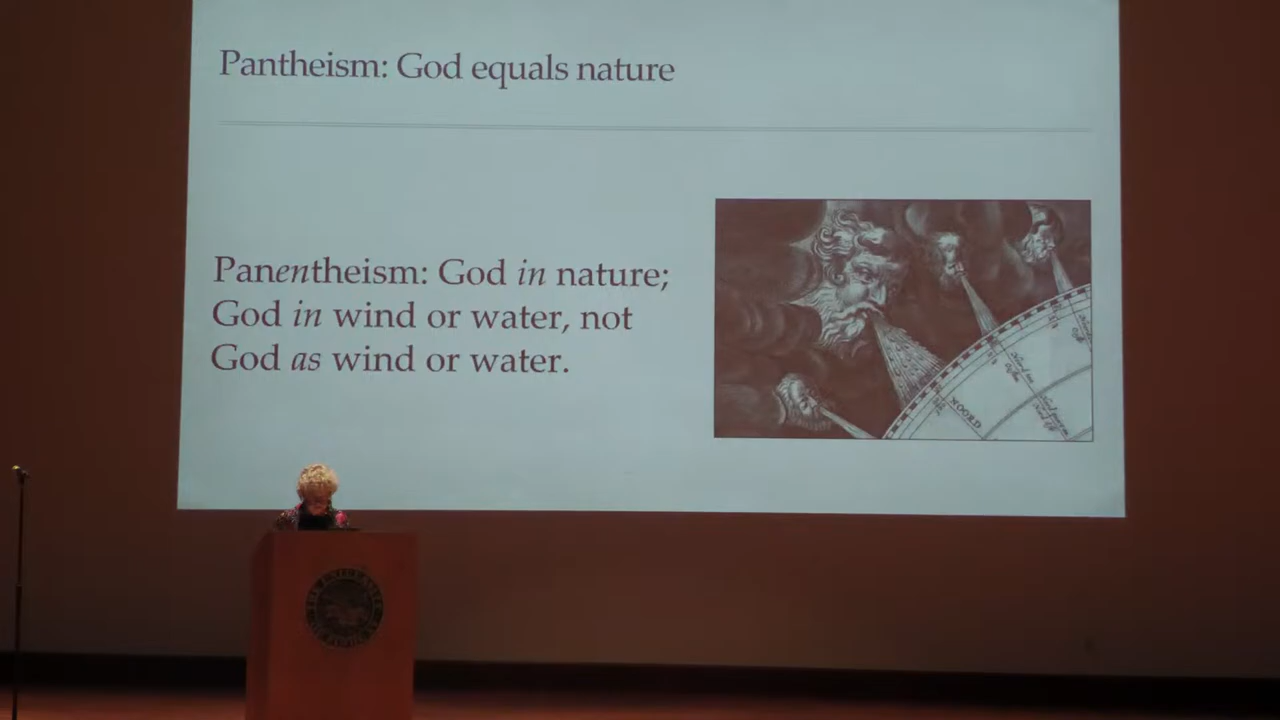 Pantheism: God equals nature
Panentheism: God in nature;
God in wind or water, not
God as wind or water.
NOORD